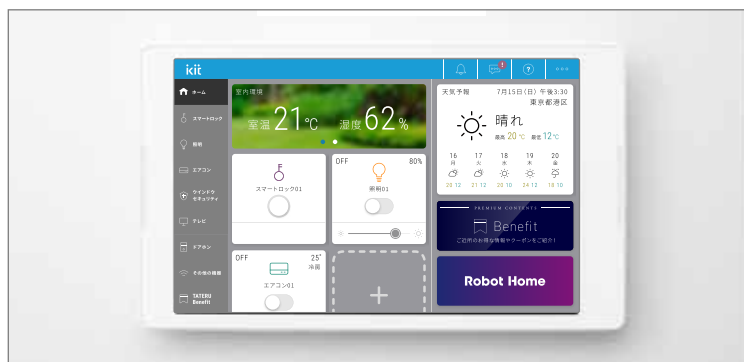 kit
ホーム
スマートロック
照明
エアコン
ウインドウ
セキュリティ
テレビ
ドアホン
その他の機器
TATERU
Benefit
室内環境
室温 21℃ 湿度 62%
スマートロック01
OFF 80%
照明01
OFF 25°
冷房
エアコン01
+
天気予報 7月15日(日) 午後3:30
東京都港区
晴れ
最高 20℃ 最低 12℃
16 17 18 19 20
月 火 水 木 金
20 12 21 12 20 10 24 12 18 10
PREMIUM CONTENTS
Benefit
ご近所のお得な情報やクーポンをご紹介!
Robot Home